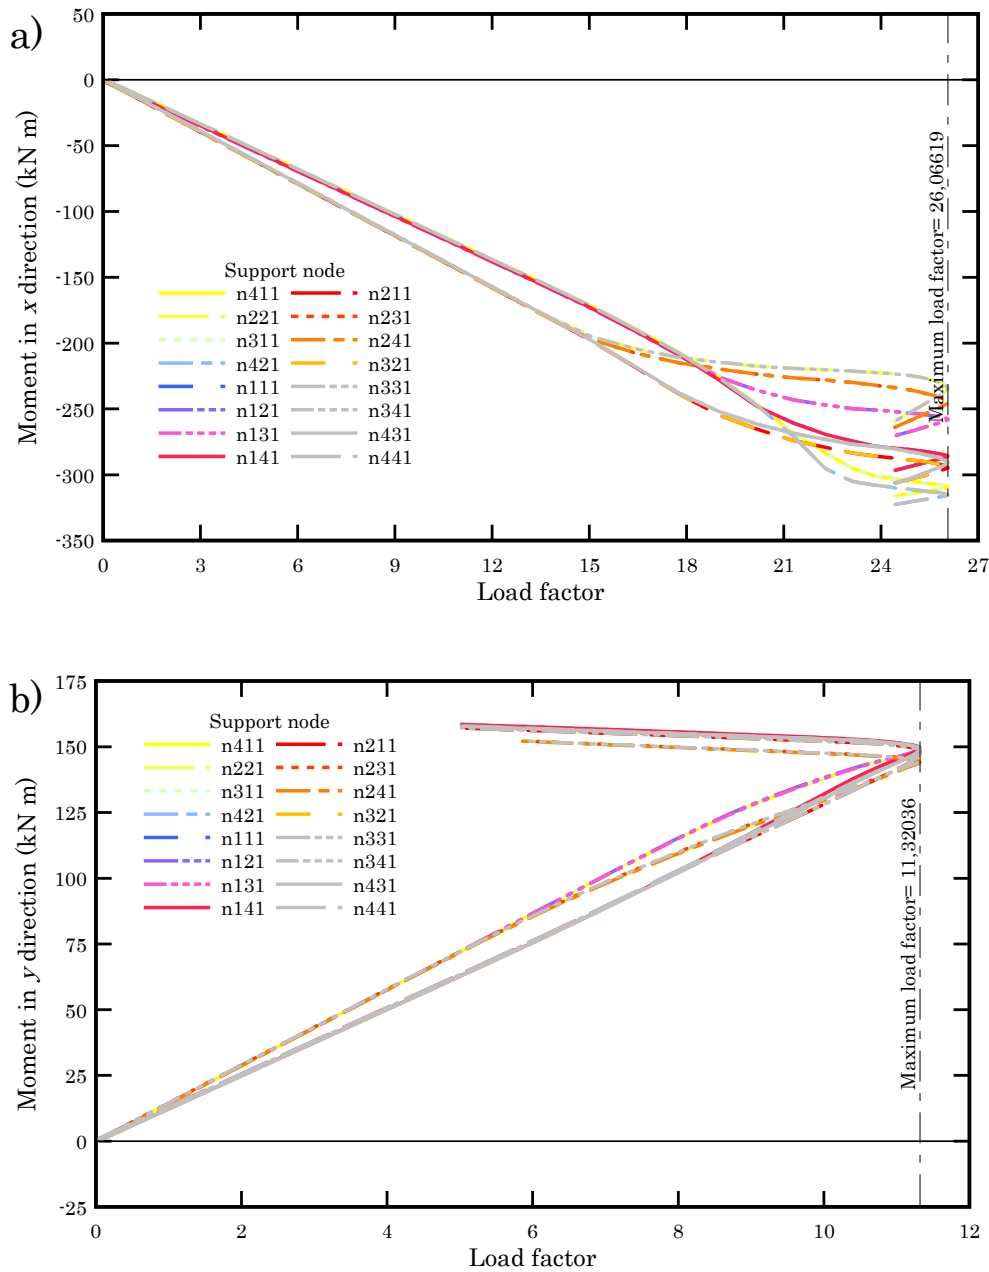 a)
50
0
-50
-100
-150
-200
-250
-300
-350
Moment in x direction (kN m)
Support node
n411 n211
n221 n231
n311 n241
n421 n321
n111 n331
n121 n341
n131 n431
n141 n441
Maximum load factor= 26,06619
0 3 6 9 12 15 18 21 24 27
Load factor
b)
175
150
125
100
75
50
25
0
-25
Moment in y direction (kN m)
Support node
n411 n211
n221 n231
n311 n241
n421 n321
n111 n331
n121 n341
n131 n431
n141 n441
Maximum load factor= 11,32036
0 2 4 6 8 10 12
Load factor